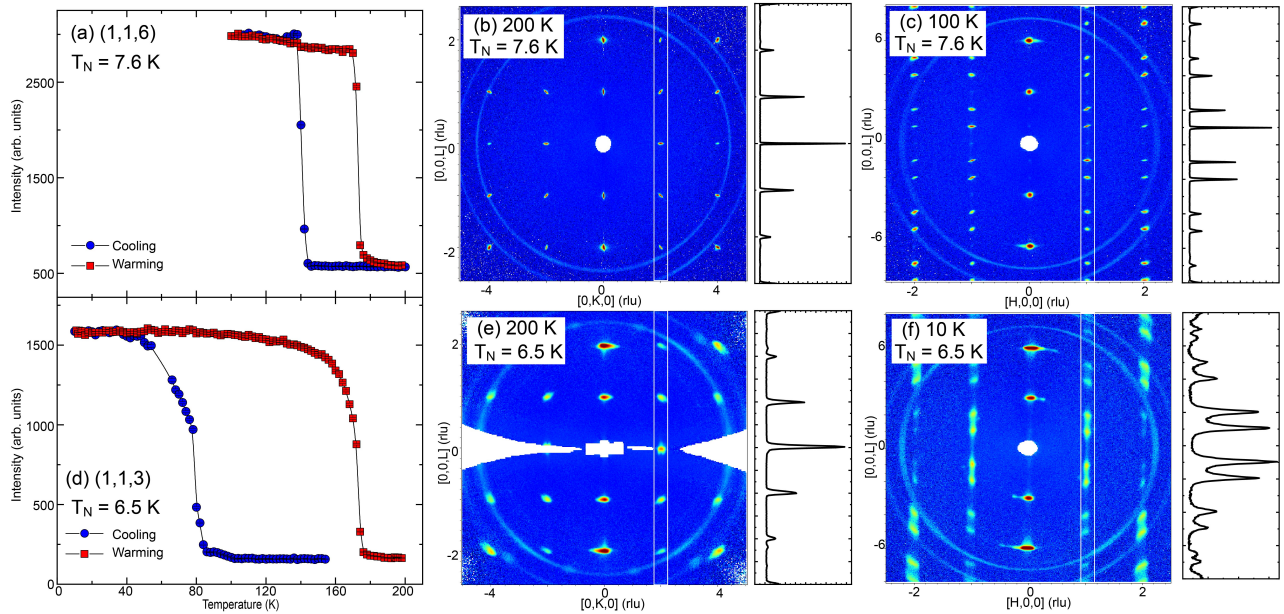 (a) (1,1,6)
T_N = 7.6 K
Intensity (arb. units)
2500
1500
500
Cooling
Warming
(b) 200 K
T_N = 7.6 K
[0,0,L] (rlu)
2
0
-2
-4
-2
0
2
4
[0,K,0] (rlu)
(c) 100 K
T_N = 7.6 K
[0,0,L] (rlu)
6
0
-6
-2
0
2
[H,0,0] (rlu)
(d) (1,1,3)
T_N = 6.5 K
Intensity (arb. units)
1500
1000
500
0
Cooling
Warming
0
40
80
120
160
200
Temperature (K)
(e) 200 K
T_N = 6.5 K
[0,0,L] (rlu)
2
0
-2
-4
0
4
[0,K,0] (rlu)
(f) 10 K
T_N = 6.5 K
[0,0,L] (rlu)
6
0
-6
-2
0
2
[H,0,0] (rlu)